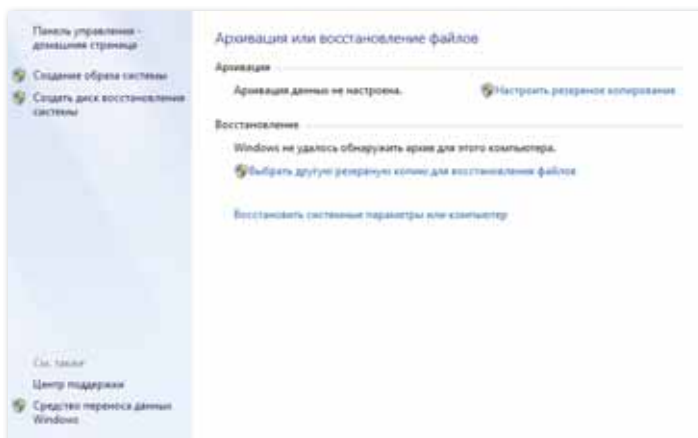 Панель управления -
домашняя страница
Создание образа системы
Создать диск восстановления
системы
Архивация или восстановление файлов
Архивация
Архивация данных не настроена.
Настроить резервное копирование
Восстановление
Windows не удалось обнаружить архив для этого компьютера.
Выбрать другую резервную копию для восстановления файлов
Восстановить системные параметры или компьютер
См. также
Центр поддержки
Средство переноса данных
Windows